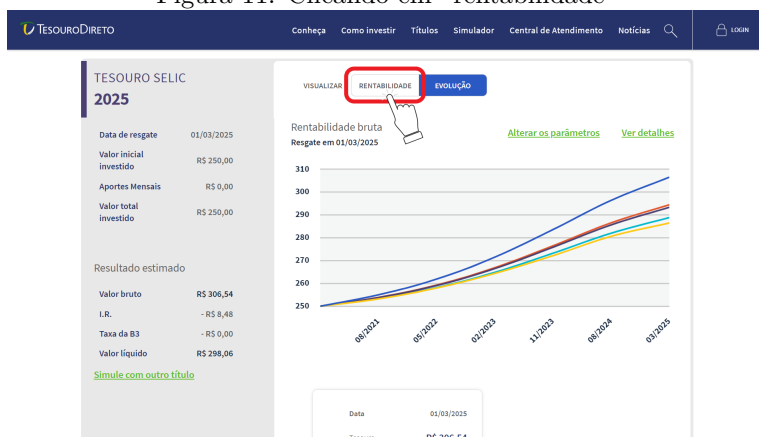 Figura 11: Clicando em "rentabilidade"
TESOURODIRETO
Conheça Como investir Títulos Simulador Central de Atendimento Notícias LOGIN
TESOURO SELIC
2025
Data de resgate 01/03/2025
Valor inicial investido R$ 250,00
Aportes Mensais R$ 0,00
Valor total investido R$ 250,00
Resultado estimado
Valor bruto R$ 306,54
I.R. - R$ 8,48
Taxa da B3 - R$ 0,00
Valor líquido R$ 298,06
Simule com outro título
VISUALIZAR RENTABILIDADE EVOLUÇÃO
Rentabilidade bruta
Resgate em 01/03/2025
Alterar os parâmetros Ver detalhes
310
300
290
280
270
260
250
08/2021 05/2022 02/2023 11/2023 08/2024 03/2025
Data 01/03/2025
R$ 306,54